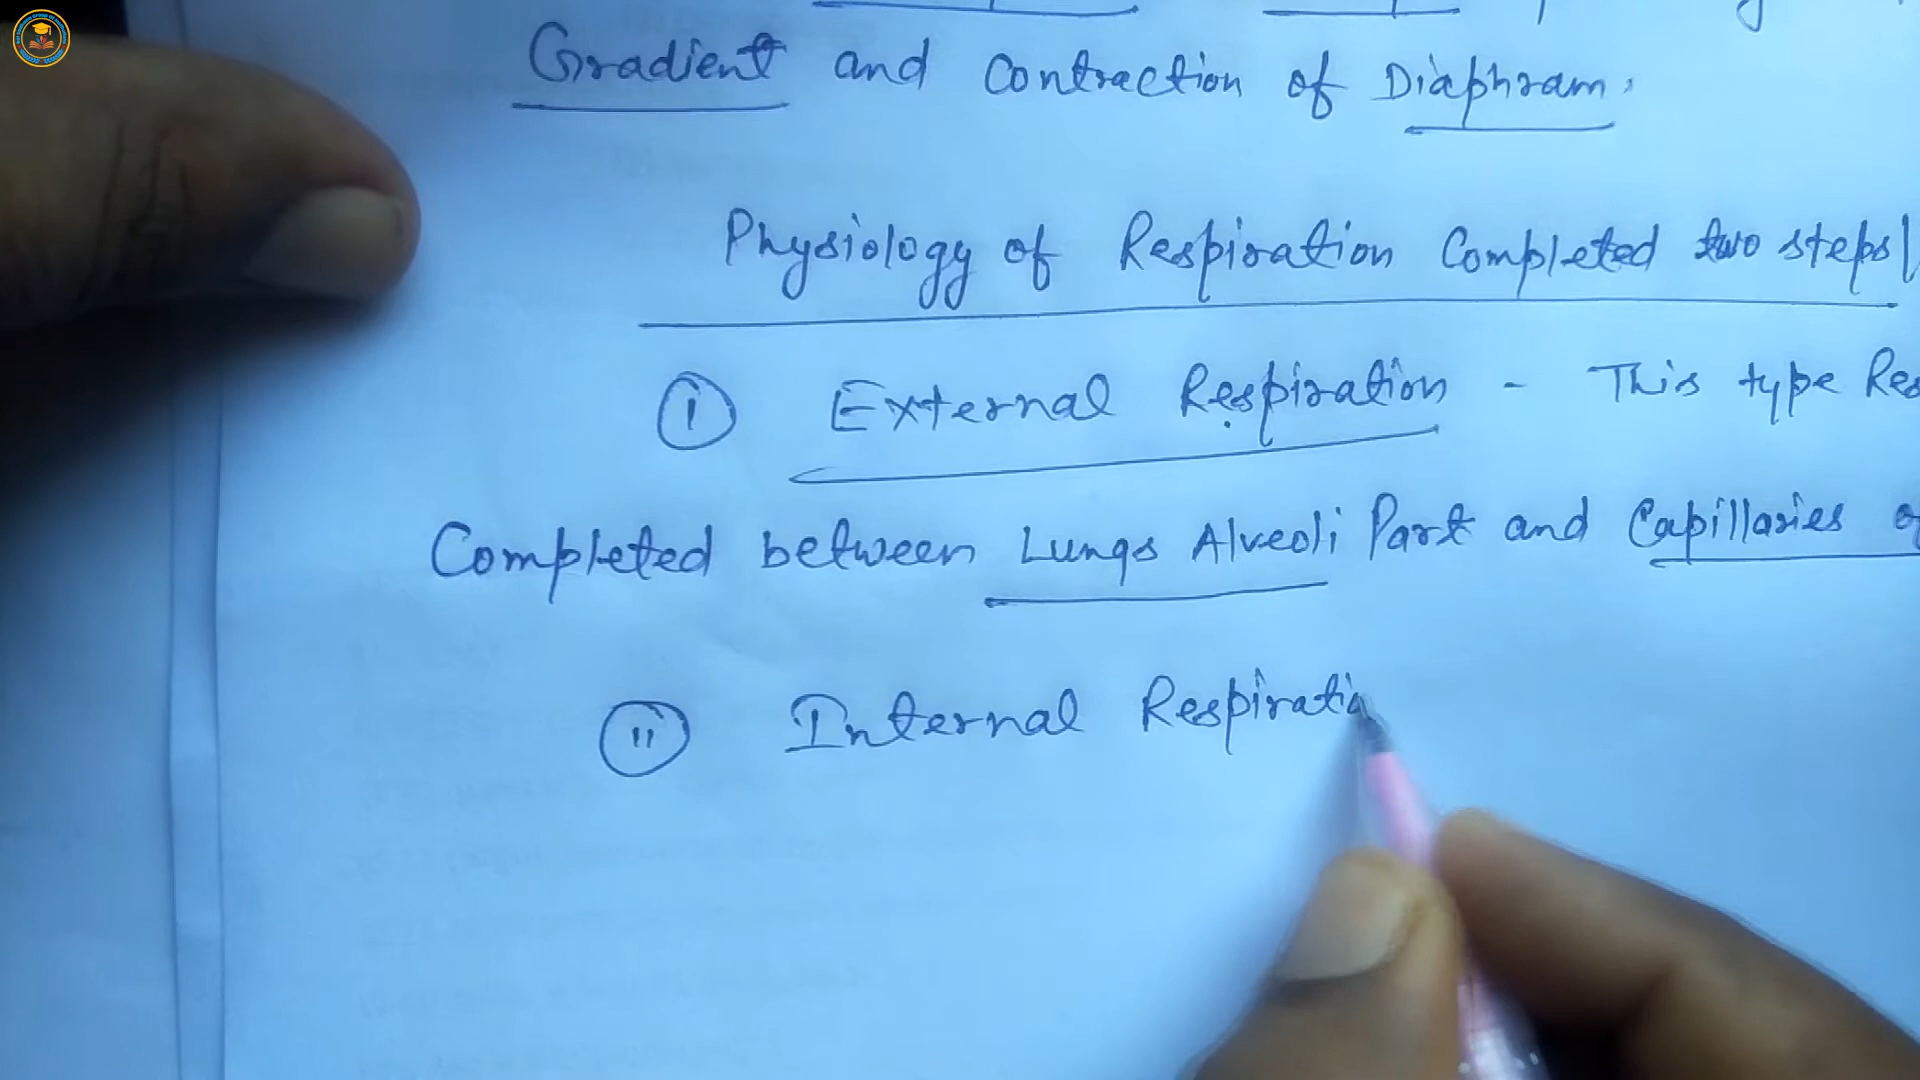 Gradient and Contraction of Diaphram.
Physiology of Respiration Completed two steps
(i) External Respiration - This type Res
Completed between Lungs Alveoli Part and Capillaries o
(ii) Internal Respiratio